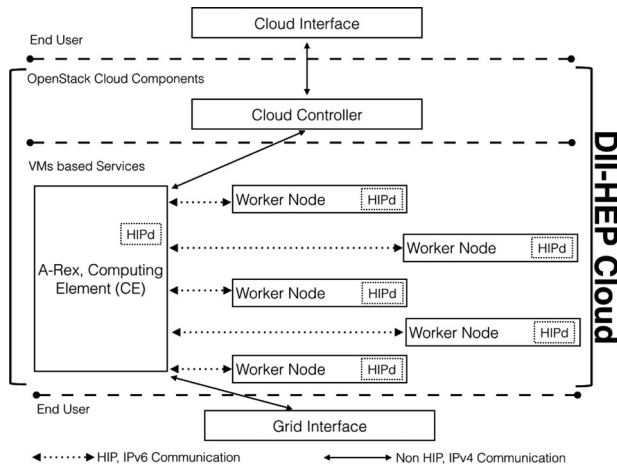 Cloud Interface
End User
OpenStack Cloud Components
Cloud Controller
VMs based Services
Worker Node HIPd
HIPd
Worker Node HIPd
A-Rex, Computing
Element (CE)
Worker Node HIPd
Worker Node HIPd
Worker Node HIPd
DII-HEP Cloud
End User
Grid Interface
HIP, IPv6 Communication
Non HIP, IPv4 Communication